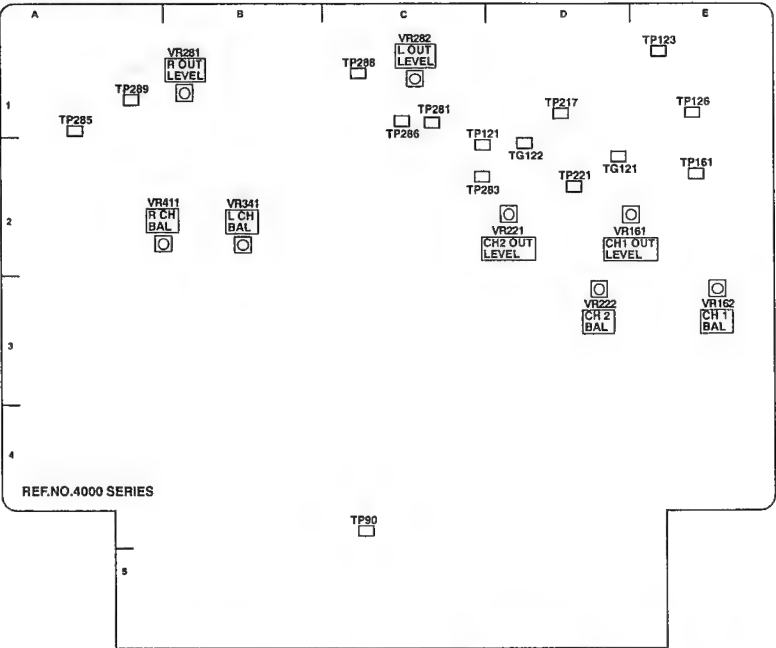 A B C D E
VR281
R OUT
LEVEL
VR282
L OUT
LEVEL
TP288
TP123
TP289
TP285
1
TP286
TP281
TP121
TP217
TP126
TG122
TG121
TP161
TP283
TP221
2
VR411
R CH
BAL
VR341
L CH
BAL
VR221
CH2 OUT
LEVEL
VR161
CH1 OUT
LEVEL
VR222
CH 2
BAL
VR162
CH 1
BAL
3
4
REF.NO.4000 SERIES
TP90
5